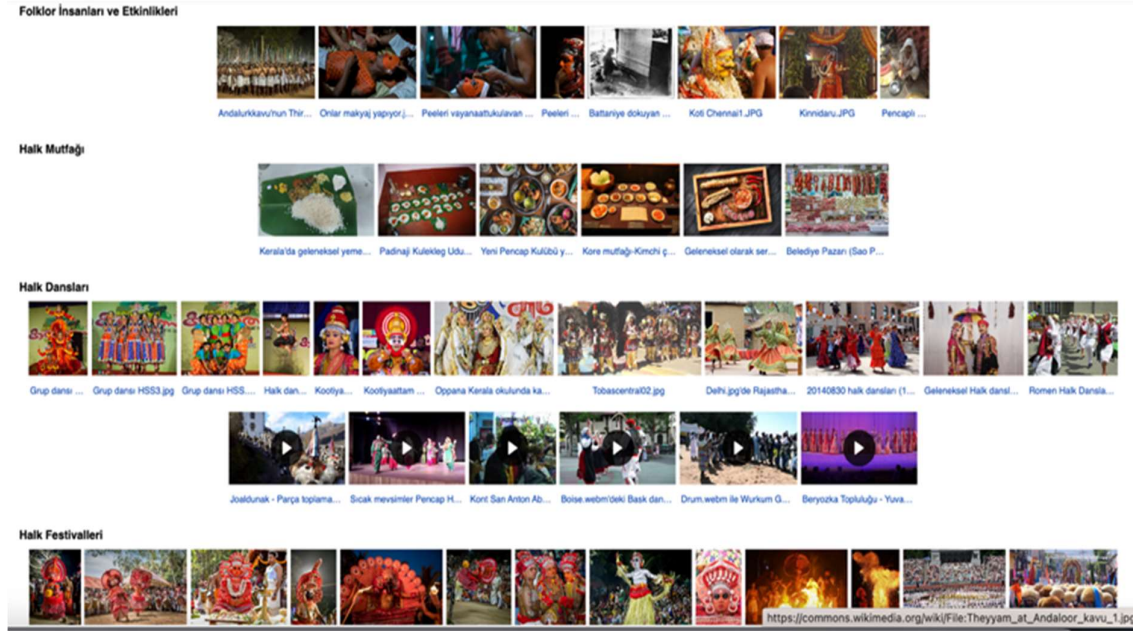 Folklor İnsanları ve Etkinlikleri
Andalurkkavu'nun Thir... Onlar makyaj yapıyor.j... Peeleri vayanaattukulavan ... Peeleri ... Battaniye dokuyan ... Koti Chennai1.JPG Kinnidaru.JPG Pencaplı ...
Halk Mutfağı
Kerala'da geleneksel yeme... Padinaji Kulekleg Udu... Yeni Pencap Kulübü y... Kore mutfağı-Kimchi ç... Geleneksel olarak ser... Belediye Pazarı (Sao P...
Halk Dansları
Grup dansı ... Grup dansı HSS3.jpg Grup dansı HSS.... Halk dan... Kootiya... Kootiyaattam ... Oppana Kerala okulunda ka... Tobascentral02.jpg Delhi.jpg'de Rajastha... 20140830 halk dansları (1... Geleneksel Halk dansl... Romen Halk Dansla...
Joaldunak - Parça toplama... Sıcak mevsimler Pencap H... Kont San Anton Ab... Boise.webm'deki Bask dan... Drum.webm ile Wurkum G... Beryozka Topluluğu - Yuva...
Halk Festivalleri
https://commons.wikimedia.org/wiki/File:Theyyam_at_Andaloor_kavu_1.jpg